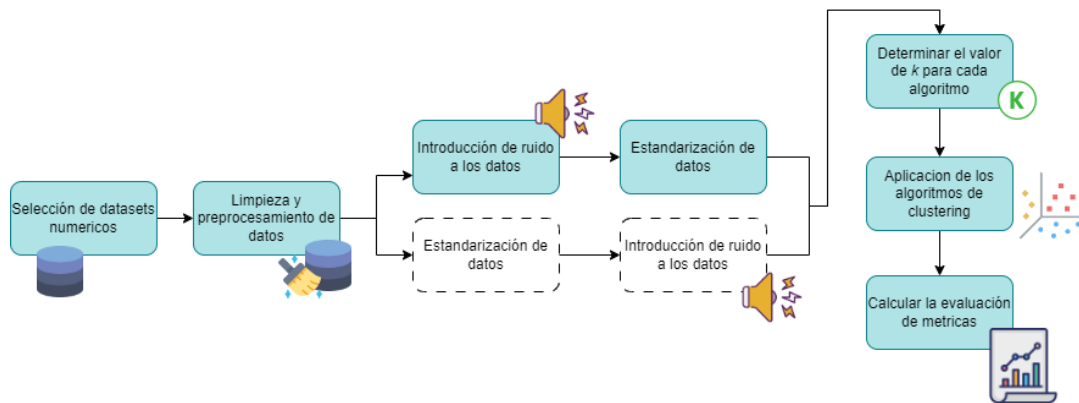 Selección de datasets
numericos
Limpieza y
preprocesamiento de
datos
Introducción de ruido
a los datos
Estandarización de
datos
Estandarización de
datos
Introducción de ruido
a los datos
Determinar el valor
de k para cada
algoritmo
K
Aplicacion de los
algoritmos de
clustering
Calcular la evaluación
de metricas